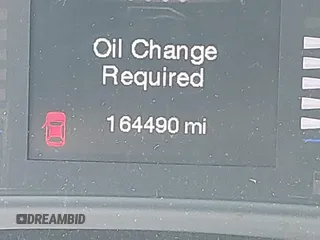 Oil Change
Required
164490 mi
DREAMBID